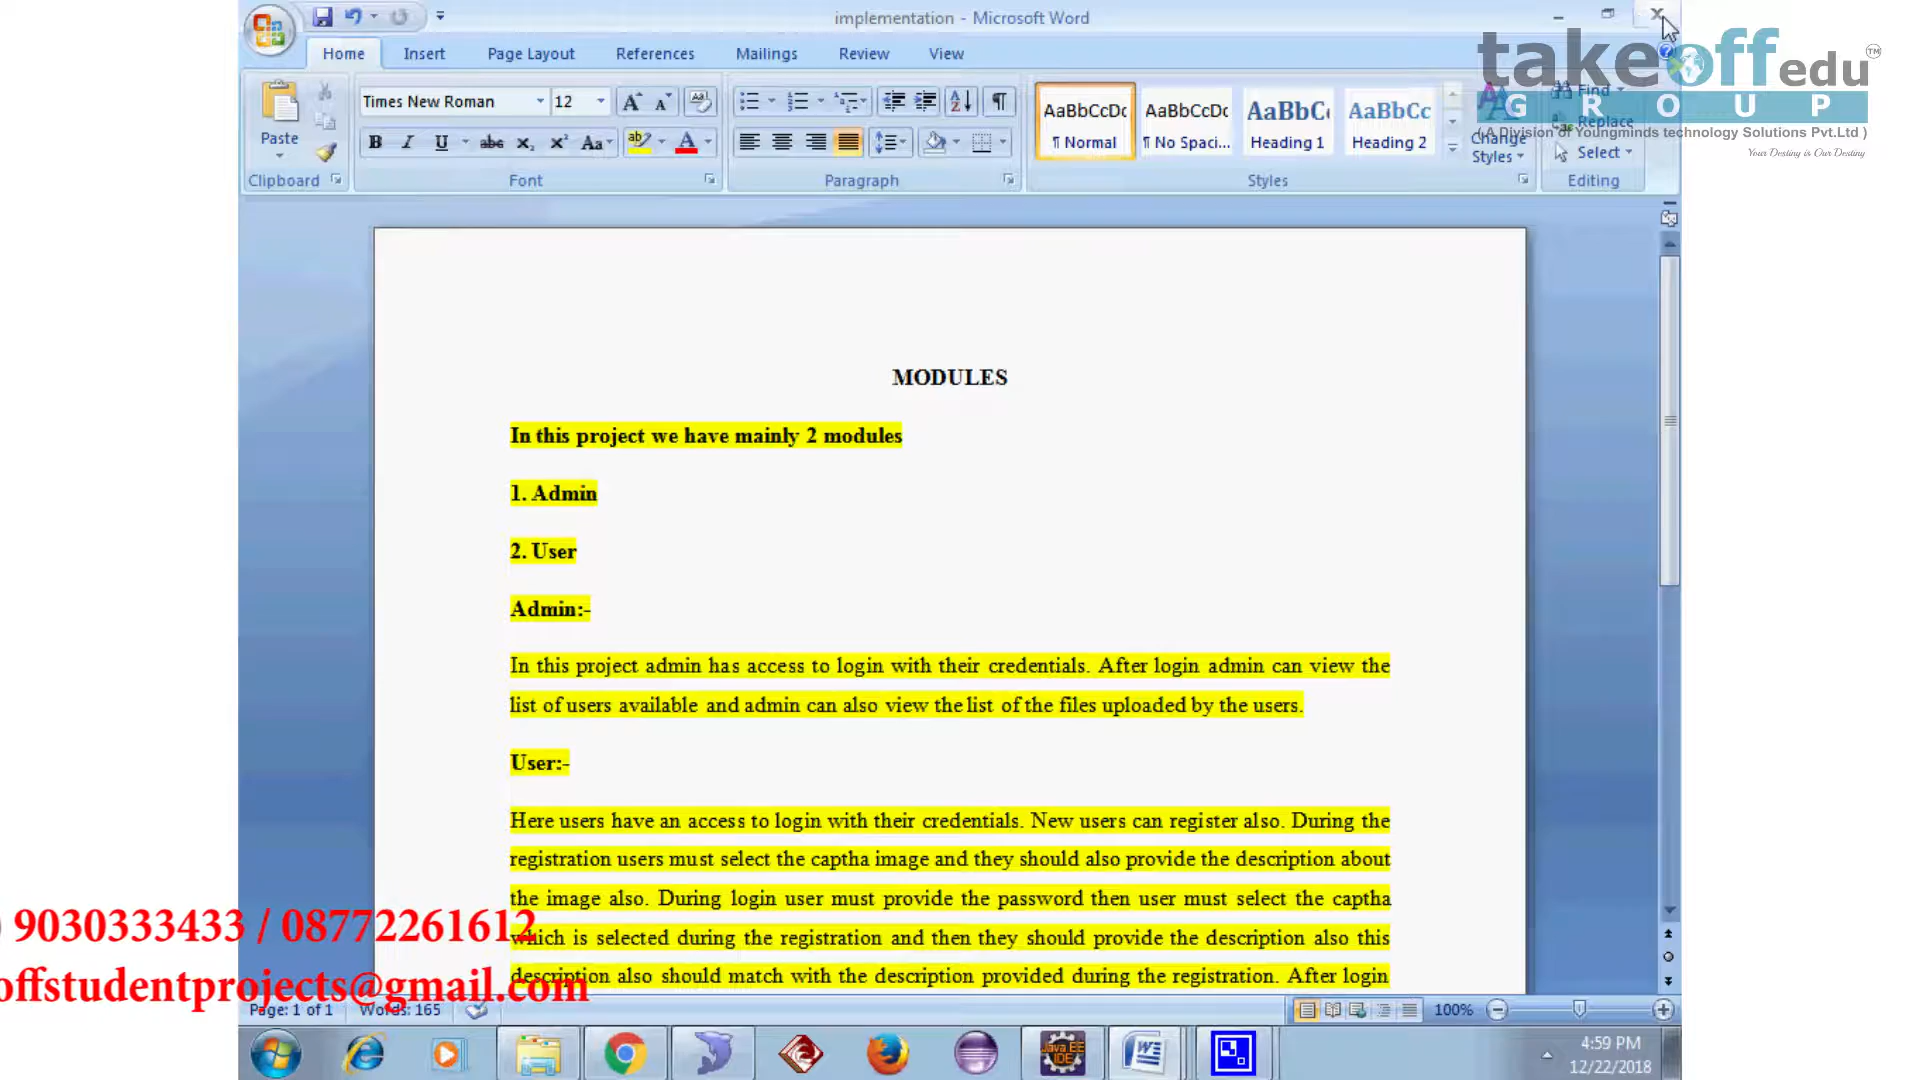 implementation - Microsoft Word
Home Insert Page Layout References Mailings Review View
takeoff edu TM
GROUP
( A Division of Youngminds technology Solutions Pvt.Ltd )
Your Destiny is Our Destiny
Times New Roman 12
Paste
B I U abc X₂ X² Aa
AaBbCcDc AaBbCcDc AaBbC AaBbCc
¶ Normal ¶ No Spaci... Heading 1 Heading 2
Change Styles
Find
Replace
Select
Clipboard Font Paragraph Styles Editing
MODULES
In this project we have mainly 2 modules
1. Admin
2. User
Admin:-
In this project admin has access to login with their credentials. After login admin can view the
list of users available and admin can also view the list of the files uploaded by the users.
User:-
Here users have an access to login with their credentials. New users can register also. During the
registration users must select the captha image and they should also provide the description about
the image also. During login user must provide the password then user must select the captha
which is selected during the registration and then they should provide the description also this
description also should match with the description provided during the registration. After login
) 9030333433 / 08772261612
offstudentprojects@gmail.com
Page: 1 of 1 Words: 165 100%
Java EE
IDE
4:59 PM
12/22/2018